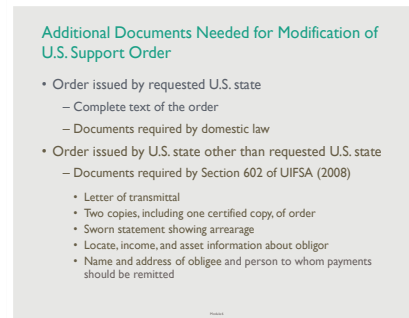 Additional Documents Needed for Modification of
U.S. Support Order
• Order issued by requested U.S. state
– Complete text of the order
– Documents required by domestic law
• Order issued by U.S. state other than requested U.S. state
– Documents required by Section 602 of UIFSA (2008)
• Letter of transmittal
• Two copies, including one certified copy, of order
• Sworn statement showing arrearage
• Locate, income, and asset information about obligor
• Name and address of obligee and person to whom payments
should be remitted